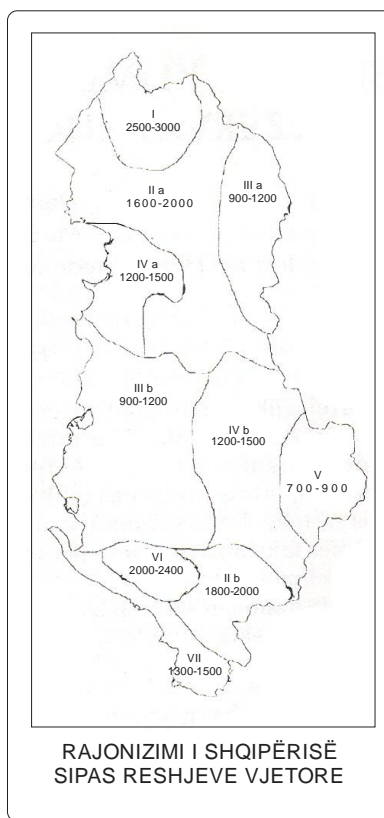 I
2500-3000
II a
1600-2000
III a
900-1200
IV a
1200-1500
III b
900-1200
IV b
1200-1500
V
700-900
VI
2000-2400
II b
1800-2000
VII
1300-1500
RAJONIZIMI I SHQIPËRISË
SIPAS RESHJEVE VJETORE